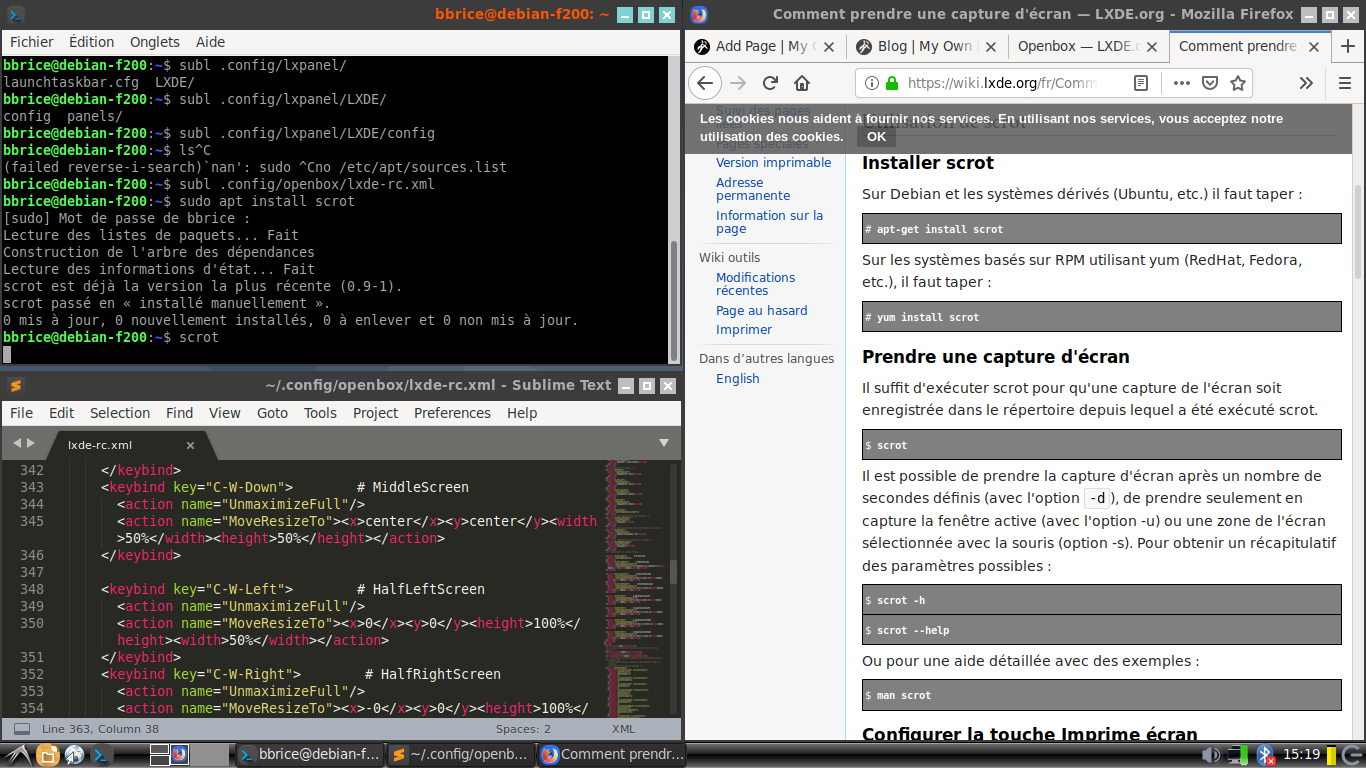 bbrice@debian-f200: ~
Fichier Édition Onglets Aide
bbrice@debian-f200:~$ subl .config/lxpanel/
launchtaskbar.cfg  LXDE/
bbrice@debian-f200:~$ subl .config/lxpanel/LXDE/
config  panels/
bbrice@debian-f200:~$ subl .config/lxpanel/LXDE/config
bbrice@debian-f200:~$ ls^C
(failed reverse-i-search)`nan': sudo ^Cno /etc/apt/sources.list
bbrice@debian-f200:~$ subl .config/openbox/lxde-rc.xml
bbrice@debian-f200:~$ sudo apt install scrot
[sudo] Mot de passe de bbrice :
Lecture des listes de paquets... Fait
Construction de l'arbre des dépendances
Lecture des informations d'état... Fait
scrot est déjà la version la plus récente (0.9-1).
scrot passé en « installé manuellement ».
0 mis à jour, 0 nouvellement installés, 0 à enlever et 0 non mis à jour.
bbrice@debian-f200:~$ scrot
~/.config/openbox/lxde-rc.xml - Sublime Text
File Edit Selection Find View Goto Tools Project Preferences Help
lxde-rc.xml ×
342 </keybind>
343 <keybind key="C-W-Down"> # MiddleScreen
344 <action name="UnmaximizeFull"/>
345 <action name="MoveResizeTo"><x>center</x><y>center</y><width
>50%</width><height>50%</height></action>
346 </keybind>
347
348 <keybind key="C-W-Left"> # HalfLeftScreen
349 <action name="UnmaximizeFull"/>
350 <action name="MoveResizeTo"><x>0</x><y>0</y><height>100%</
height><width>50%</width></action>
351 </keybind>
352 <keybind key="C-W-Right"> # HalfRightScreen
353 <action name="UnmaximizeFull"/>
354 <action name="MoveResizeTo"><x>-0</x><y>0</y><height>100%</
Line 363, Column 38 Spaces: 2 XML
Comment prendre une capture d'écran — LXDE.org - Mozilla Firefox
Add Page | My Blog | My Own Openbox — LXDE. Comment prendre
https://wiki.lxde.org/fr/Comm
Suivi des pages
Pages spéciales
Version imprimable
Adresse
permanente
Information sur la
page
Wiki outils
Modifications
récentes
Page au hasard
Imprimer
Dans d’autres langues
English
Utilisation de scrot
Les cookies nous aident à fournir nos services. En utilisant nos services, vous acceptez notre
utilisation des cookies. OK
Installer scrot
Sur Debian et les systèmes dérivés (Ubuntu, etc.) il faut taper :
# apt-get install scrot
Sur les systèmes basés sur RPM utilisant yum (RedHat, Fedora,
etc.), il faut taper :
# yum install scrot
Prendre une capture d'écran
Il suffit d'exécuter scrot pour qu'une capture de l'écran soit
enregistrée dans le répertoire depuis lequel a été exécuté scrot.
$ scrot
Il est possible de prendre la capture d'écran après un nombre de
secondes définis (avec l'option -d), de prendre seulement en
capture la fenêtre active (avec l'option -u) ou une zone de l'écran
sélectionnée avec la souris (option -s). Pour obtenir un récapitulatif
des paramètres possibles :
$ scrot -h
$ scrot --help
Ou pour une aide détaillée avec des exemples :
$ man scrot
Configurer la touche Imprime écran
bbrice@debian-f... ~/.config/openb... Comment prendr... 15:19